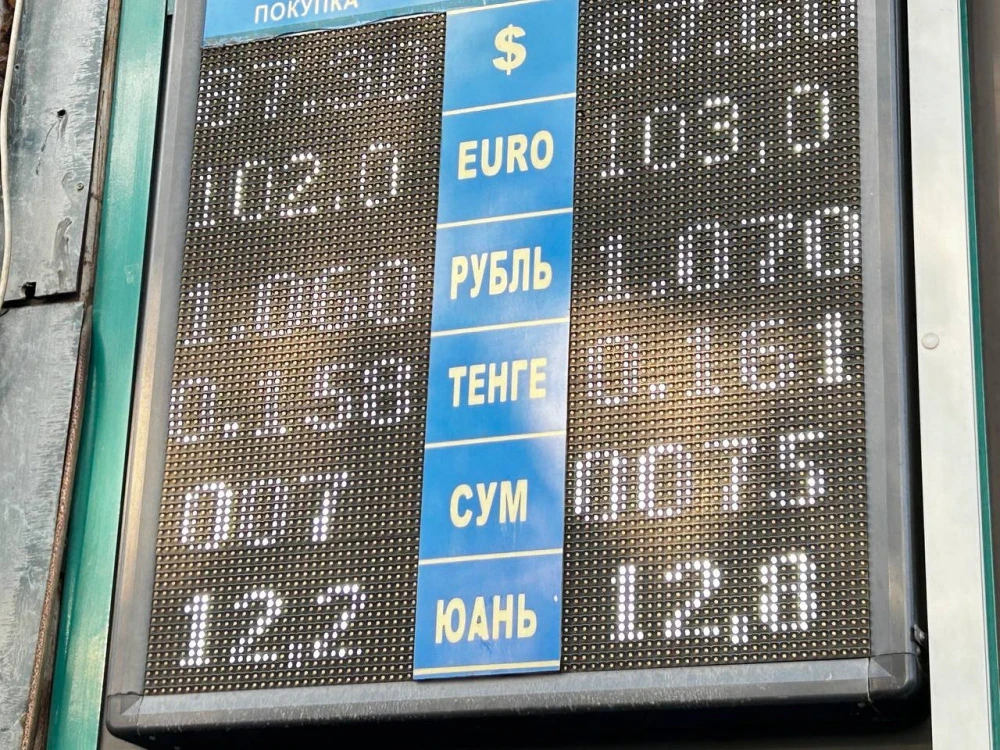 ПОКУПКА
$
102,0 EURO 103,0
1,060 РУБЛЬ 1,070
0,158 ТЕНГЕ 0,161
007 СУМ 0075
12,2 ЮАНЬ 12,8